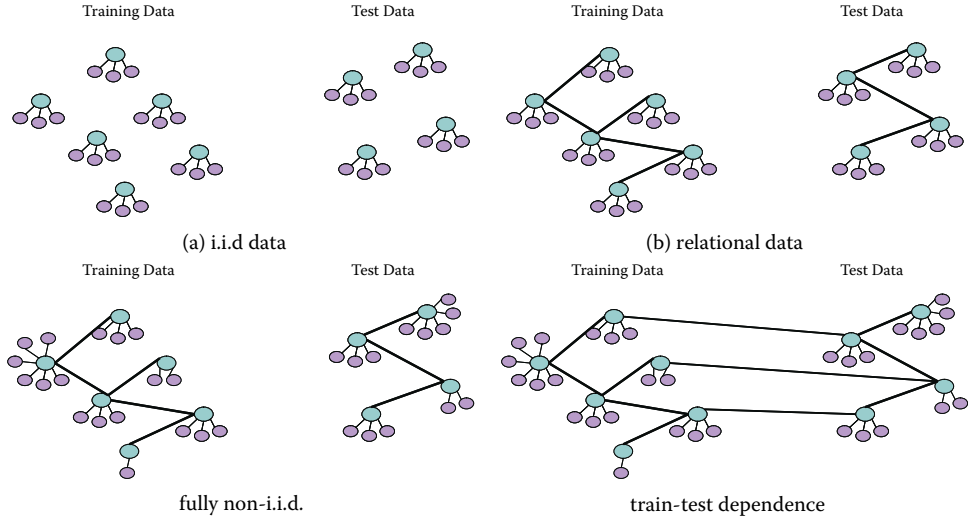 Training Data
Test Data
Training Data
Test Data
(a) i.i.d data
(b) relational data
Training Data
Test Data
Training Data
Test Data
fully non-i.i.d.
train-test dependence